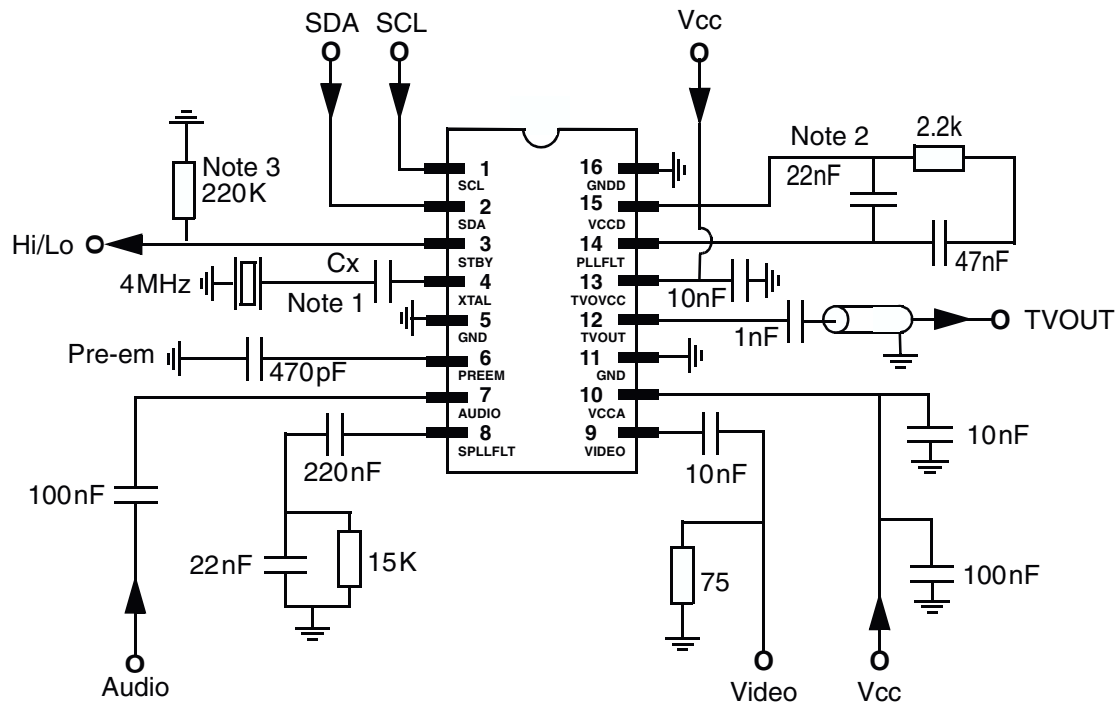 SDA SCL Vcc
Note 3
220K
Note 2
2.2k
22nF
47nF
Hi/Lo
4MHz
Cx
Note 1
Pre-em
470pF
1
SCL
2
SDA
3
STBY
4
XTAL
5
GND
6
PREEM
7
AUDIO
8
SPLLFLT
16
GNDD
15
VCCD
14
PLLFLT
13
TVOVCC
12
TVOUT
11
GND
10
VCCA
9
VIDEO
10nF
1nF
TVOUT
220nF
100nF
22nF
15K
Audio
10nF
75
10nF
100nF
Video
Vcc